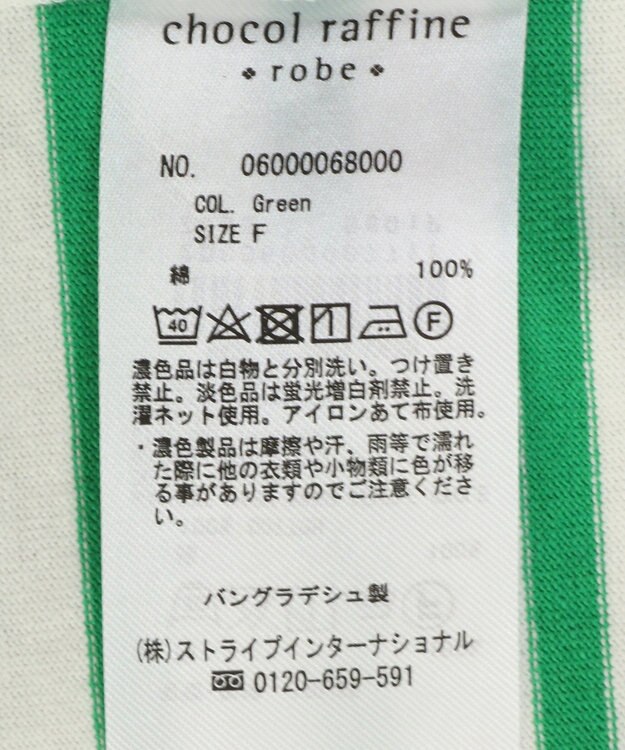 chocol raffine
robe
NO. 06000068000
COL. Green
SIZE F
綿 100%
40 F
濃色品は白物と分別洗い。つけ置き
禁止。淡色品は蛍光増白剤禁止。洗
濯ネット使用。アイロンあて布使用。
・濃色製品は摩擦や汗、雨等で濡れ
た際に他の衣類や小物類に色が移
る事がありますのでご注意くださ
い。
バングラデシュ製
(株)ストライプインターナショナル
0120-659-591